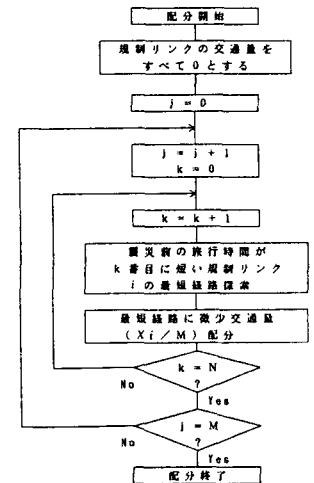 配分開始
規制リンクの交通量を
すべて0とする
j = 0
j = j + 1
k = 0
k = k + 1
震災前の旅行時間が
k番目に短い規制リンク
iの最短経路探索
最短経路に微少交通量
(Xi/M)配分
k = N
?
No
Yes
j = M
?
No
Yes
配分終了